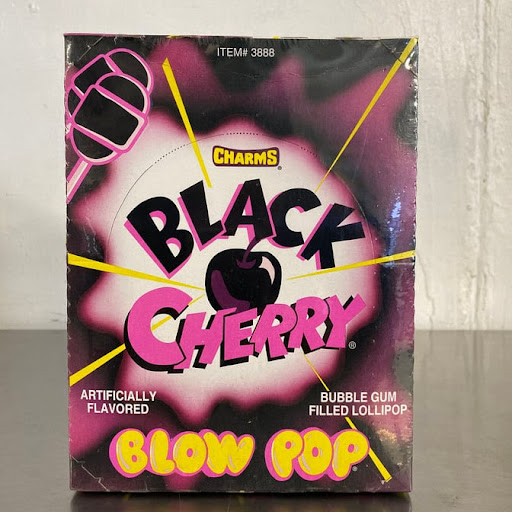 ITEM# 3888
CHARMS®
BLACK
CHERRY®
ARTIFICIALLY
FLAVORED
BUBBLE GUM
FILLED LOLLIPOP
BLOW POP®